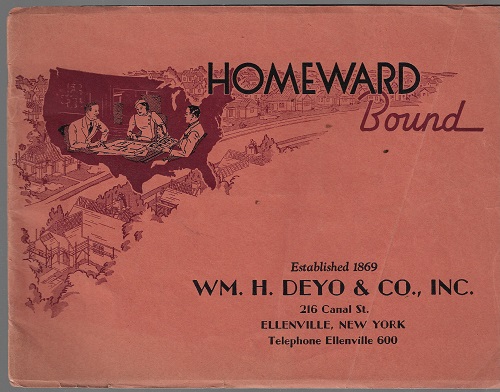 HOMEWARD
Bound
Established 1869
WM. H. DEYO & CO., INC.
216 Canal St.
ELLENVILLE, NEW YORK
Telephone Ellenville 600